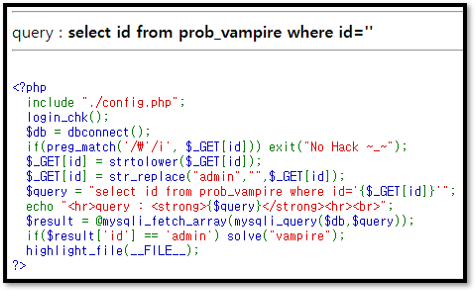 query : select id from prob_vampire where id=''
<?php
include "./config.php";
login_chk();
$db = dbconnect();
if(preg_match('/₩'/i', $_GET[id])) exit("No Hack ~_~");
$_GET[id] = strtolower($_GET[id]);
$_GET[id] = str_replace("admin","",$_GET[id]);
$query = "select id from prob_vampire where id='{$_GET[id]}'";
echo "<hr>query : <strong>{$query}</strong><hr><br>";
$result = @mysqli_fetch_array(mysqli_query($db,$query));
if($result['id'] == 'admin') solve("vampire");
highlight_file(__FILE__);
?>